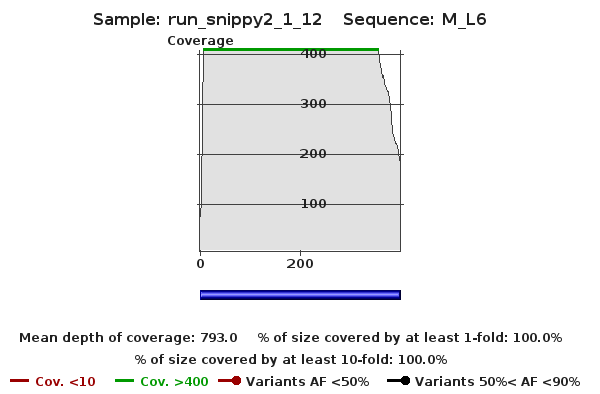 Sample: run_snippy2_1_12 Sequence: M_L6
Coverage
400
300
200
100
0 200
Mean depth of coverage: 793.0 % of size covered by at least 1-fold: 100.0%
% of size covered by at least 10-fold: 100.0%
Cov. <10 Cov. >400 Variants AF <50% Variants 50%< AF <90%